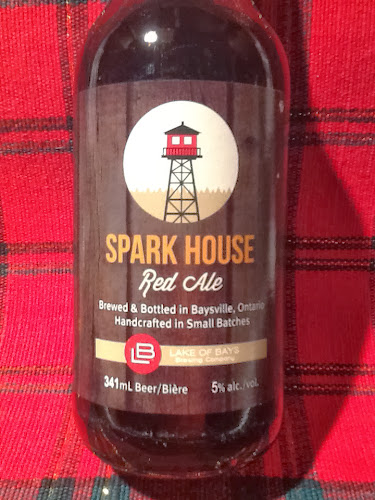 SPARK HOUSE
Red Ale
Brewed & Bottled in Baysville, Ontario
Handcrafted in Small Batches
LB
LAKE OF BAYS
Brewing Company
341mL Beer/Bière 5% alc./vol.